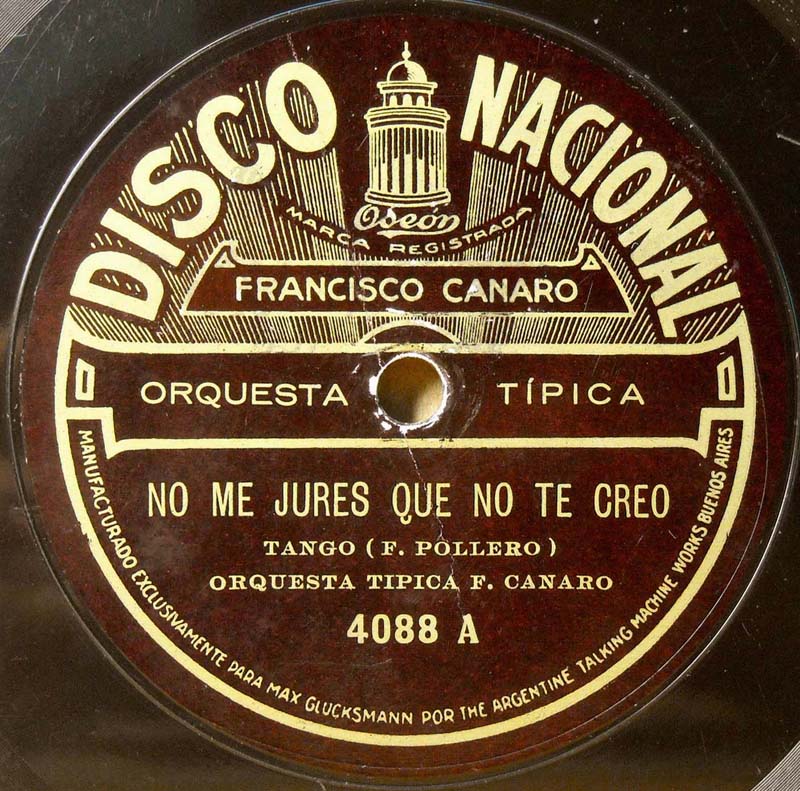 DISCO NACIONAL
Odeón
MARCA REGISTRADA
FRANCISCO CANARO
ORQUESTA TÍPICA
NO ME JURES QUE NO TE CREO
TANGO (F. POLLERO)
ORQUESTA TIPICA F. CANARO
4088 A
MANUFACTURADO EXCLUSIVAMENTE PARA MAX GLUCKSMANN POR THE ARGENTINE TALKING MACHINE WORKS BUENOS AIRES